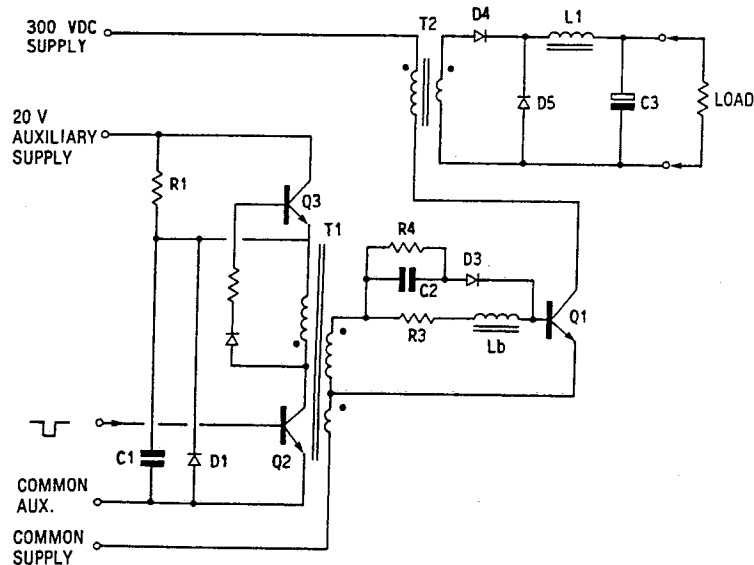 300 VDC
SUPPLY
T2
D4
L1
D5
C3
LOAD
20 V
AUXILIARY
SUPPLY
R1
Q3
T1
R4
C2
D3
R3
Lb
Q1
C1
D1
Q2
COMMON
AUX.
COMMON
SUPPLY